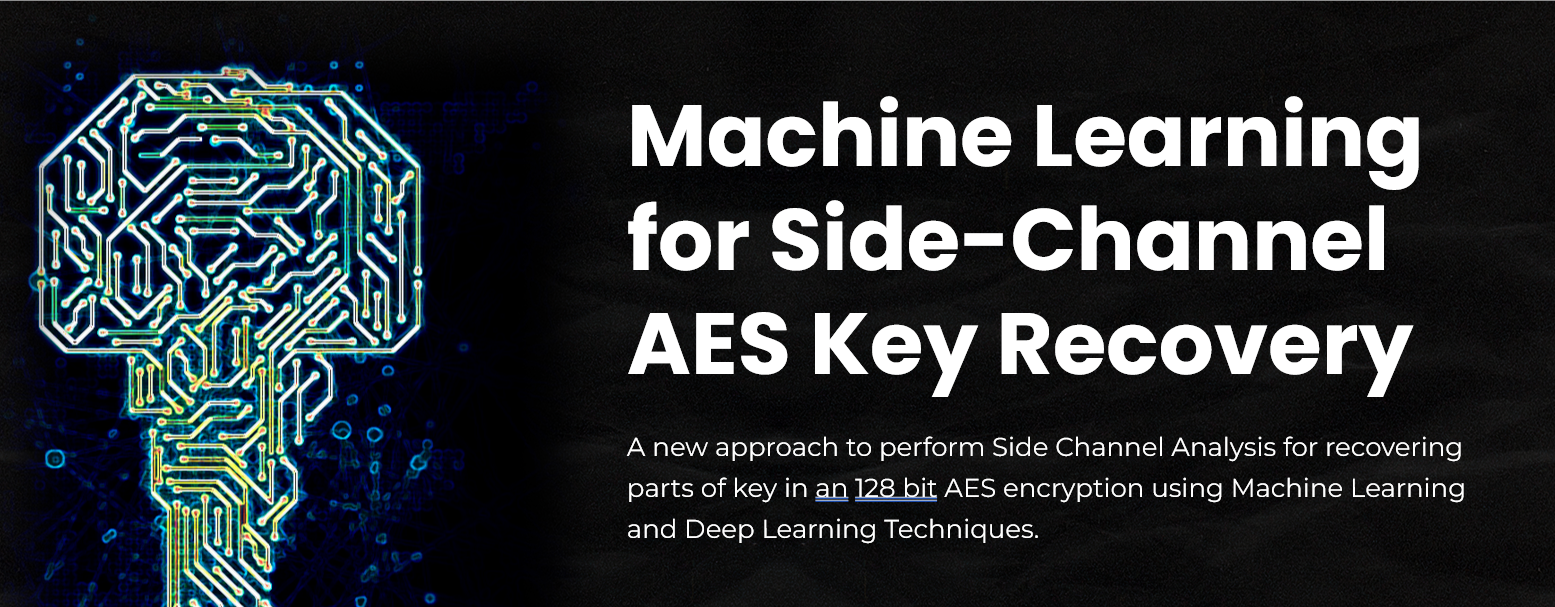 Machine Learning
for Side-Channel
AES Key Recovery
A new approach to perform Side Channel Analysis for recovering
parts of key in an 128 bit AES encryption using Machine Learning
and Deep Learning Techniques.